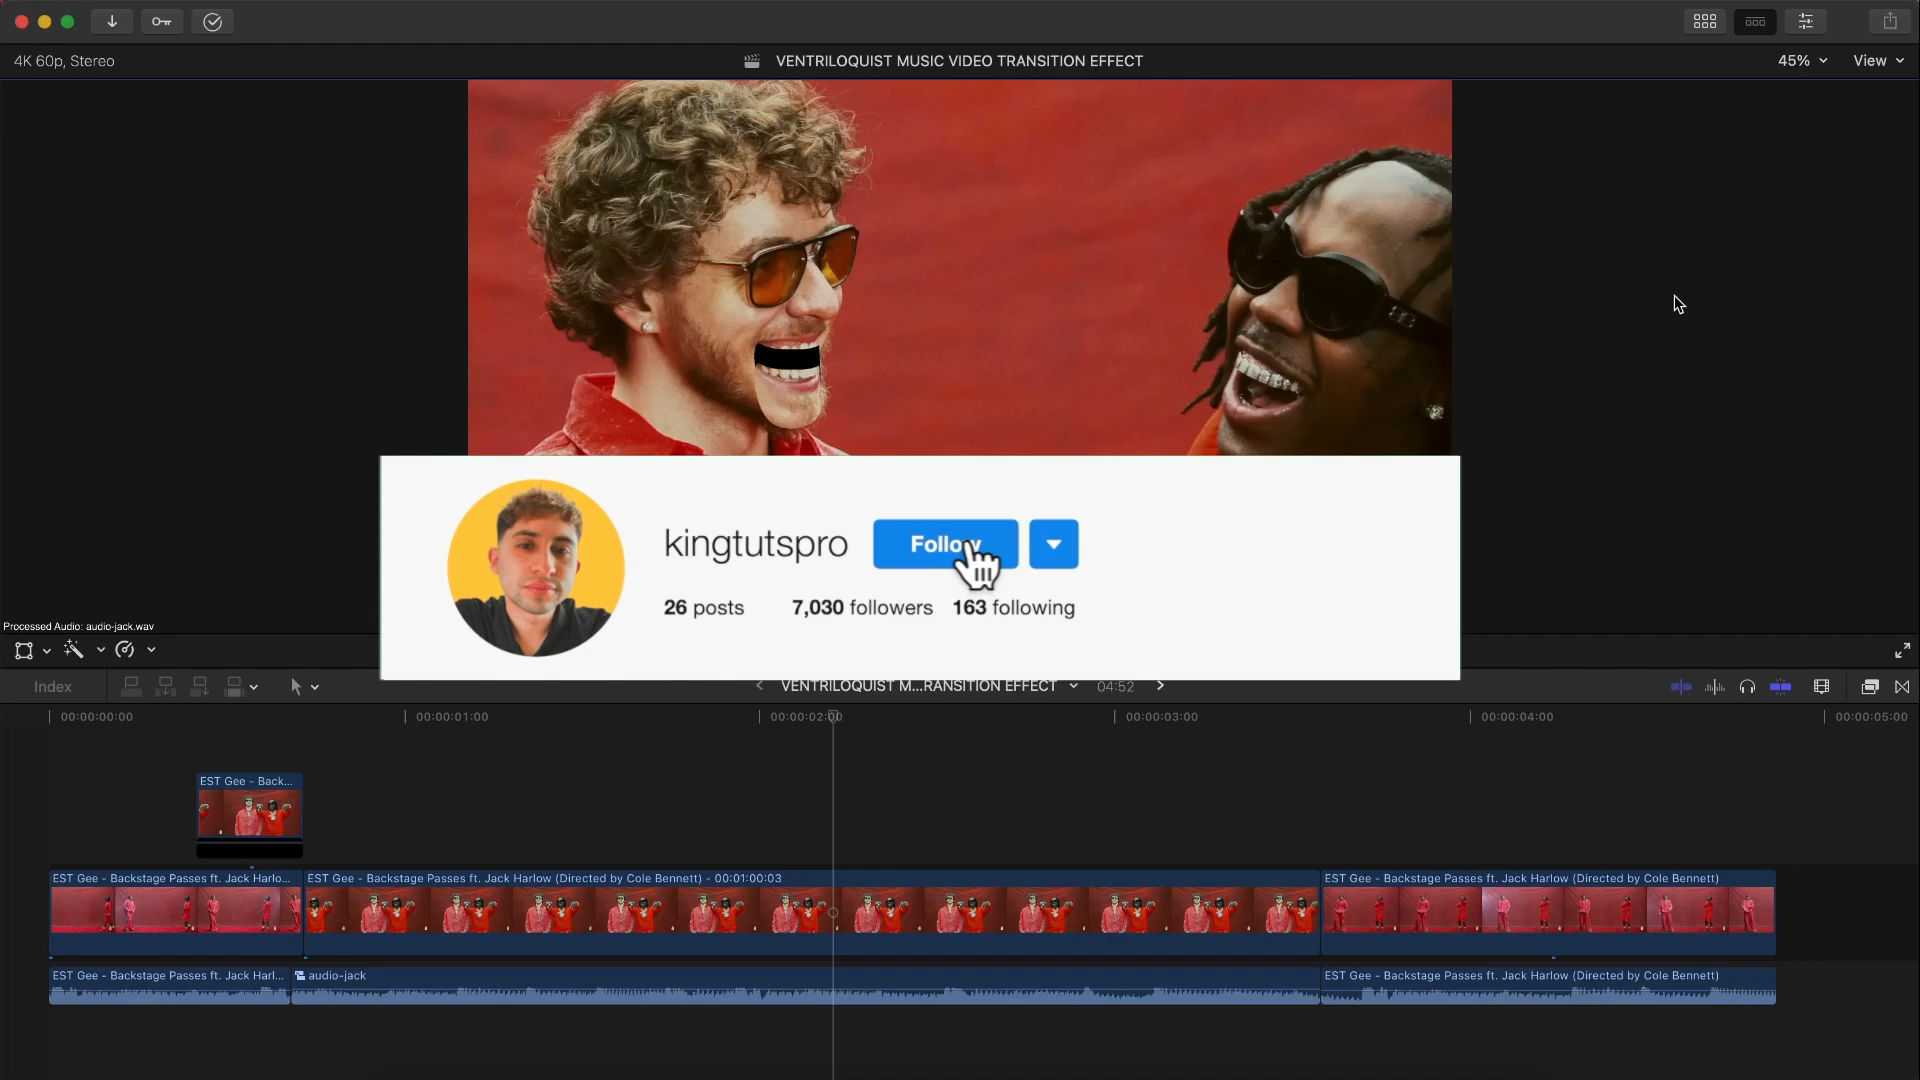 4K 60p, Stereo
VENTRILOQUIST MUSIC VIDEO TRANSITION EFFECT
45%
View
kingtutspro
Follow
26 posts 7,030 followers 163 following
Processed Audio: audio-jack.wav
Index
VENTRILOQUIST M...RANSITION EFFECT
04:52
00:00:00:00
00:00:01:00
00:00:02:00
00:00:03:00
00:00:04:00
00:00:05:00
EST Gee - Back...
EST Gee - Backstage Passes ft. Jack Harlo...
EST Gee - Backstage Passes ft. Jack Harlow (Directed by Cole Bennett) - 00:01:00:03
EST Gee - Backstage Passes ft. Jack Harlow (Directed by Cole Bennett)
EST Gee - Backstage Passes ft. Jack Harl...
audio-jack
EST Gee - Backstage Passes ft. Jack Harlow (Directed by Cole Bennett)